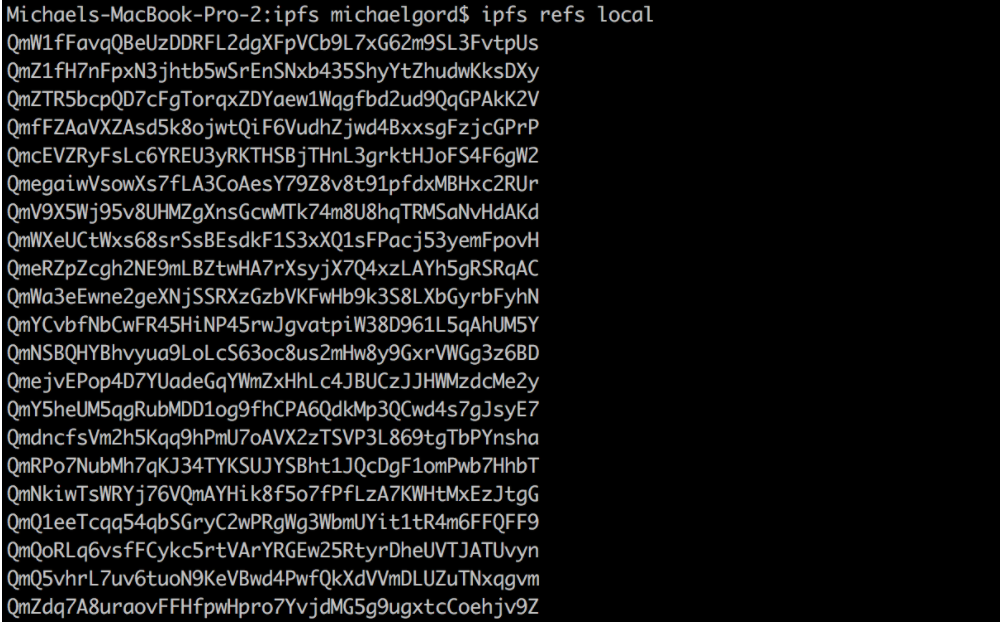 Michaels-MacBook-Pro-2:ipfs michaelgord$ ipfs refs local
QmW1fFavqQBeUzDDRFL2dgXFpVCb9L7xG62m9SL3FvtpUs
QmZ1fH7nFpxN3jhtb5wSrEnSNxb435ShyYtZhudwKksDXy
QmZTR5bcpQD7cFgTorqxZDYaew1Wqgfbd2ud9QqGPAkK2V
QmfFZAaVXZAsd5k8ojwtQiF6VudhZjwd4BxxsgFzjcGPrP
QmcEVZRyFsLc6YREU3yRKTHSBjTHnL3grktHJoFS4F6gW2
QmegaiwVsowXs7fLA3CoAesY79Z8v8t91pfdxMBHxc2RUr
QmV9X5Wj95v8UHMZgXnsGcwMTk74m8U8hqTRMSaNvHdAKd
QmWXeUCtWxs68srSsBEsdkF1S3xXQ1sFPacj53yemFpovH
QmeRZpZcgh2NE9mLBZtwHA7rXsyjX7Q4xzLAYh5gRSRqAC
QmWa3eEwne2geXNjSSRXzGzbVKFwHb9k3S8LXbGyrbFyhN
QmYCvbfNbCwFR45HiNP45rwJgvatpiW38D961L5qAhUM5Y
QmNSBQHYBhvyua9LoLcS63oc8us2mHw8y9GxrVWGg3z6BD
QmejvEPop4D7YUadeGqYWmZxHhLc4JBUCzJJHWMzdcMe2y
QmY5heUM5qgRubMDD1og9fhCPA6QdkMp3QCwd4s7gJsyE7
QmdncfsVm2h5Kqq9hPmU7oAVX2zTSVP3L869tgTbPYnsha
QmRPo7NubMh7qKJ34TYKSUJYSBht1JQcDgF1omPwb7HhbT
QmNkiwTsWRYj76VQmAYHik8f5o7fPfLzA7KWHtMxEzJtgG
QmQ1eeTcqq54qbSGryC2wPRgWg3WbmUYit1tR4m6FFQFF9
QmQoRLq6vsfFCykc5rtVArYRGEw25RtyrDheUVTJATUvyn
QmQ5vhrL7uv6tuoN9KeVBwd4PwfQkXdVVmDLUZuTNxqgvm
QmZdq7A8uraovFFHfpwHpro7YvjdMG5g9ugxtcCoehjv9Z